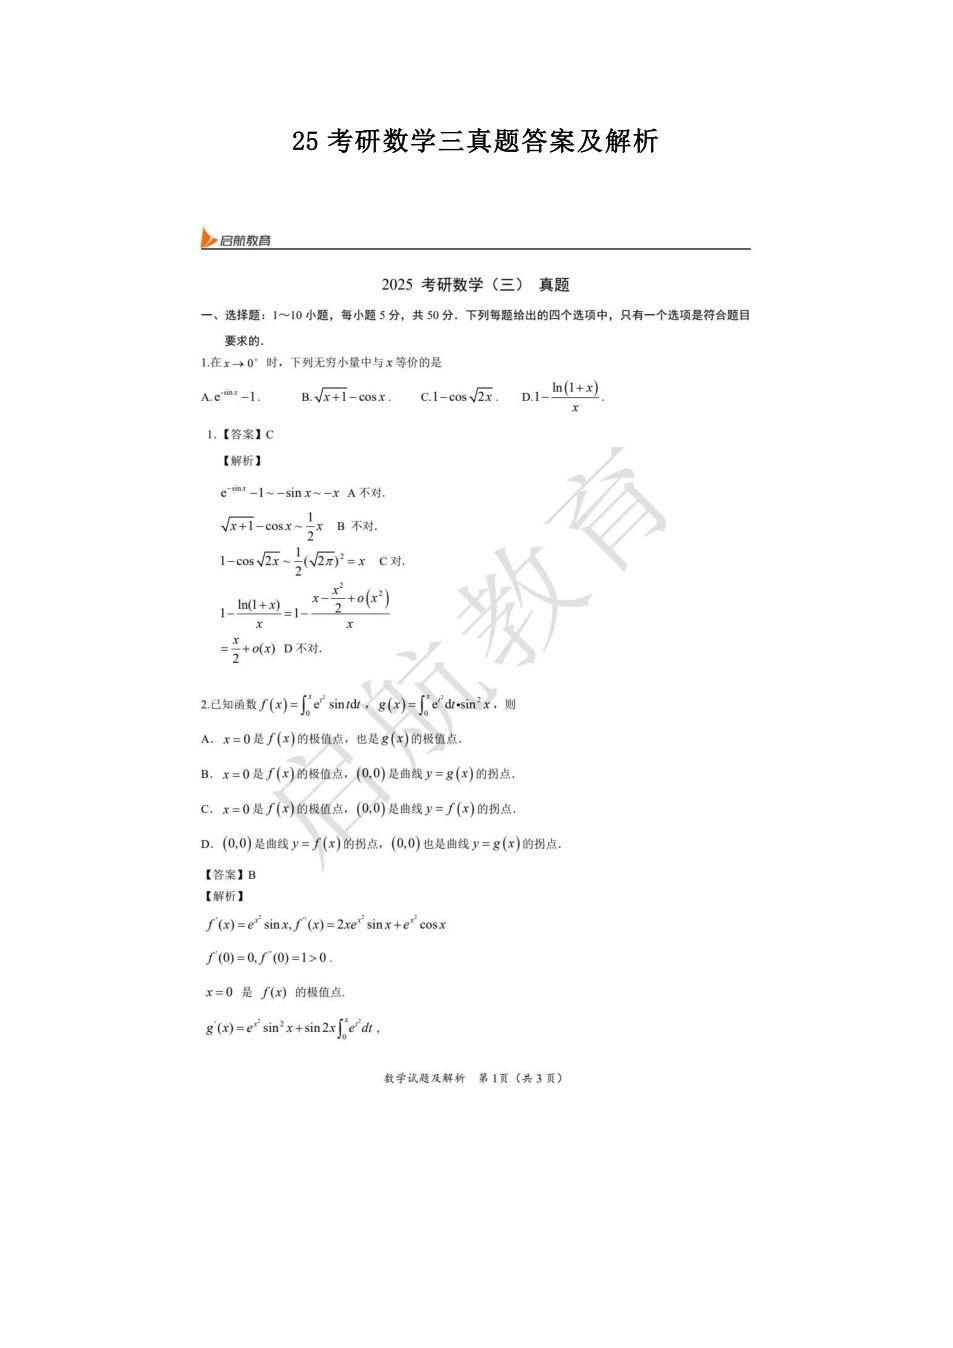 25 考研数学三真题答案及解析
启航教育
2025 考研数学（三） 真题
一、选择题：1～10 小题，每小题 5 分，共 50 分．下列每题给出的四个选项中，只有一个选项是符合题目
要求的．
1.在 x → 0⁺ 时，下列无穷小量中与 x 等价的是
A. e^{-sin x} −1． B. √(x+1) − cos x． C. 1− cos √(2x)． D. 1− ln(1+x)/x．
1.【答案】C
【解析】
e^{−sin x} −1 ~ −sin x ~ −x A 不对.
√(x+1) − cos x ~ 1/2 x B 不对.
1− cos √(2x) ~ 1/2 (√(2π))² = x C 对.
1− ln(1+x)/x = 1− (x − x²/2 + o(x²))/x
= x/2 + o(x) D 不对.
2.已知函数 f(x) = ∫₀ˣ e^{t²} sin tdt，g(x) = ∫₀ˣ e^{t²} dt•sin² x，则
A．x = 0 是 f(x) 的极值点，也是 g(x) 的极值点．
B．x = 0 是 f(x) 的极值点，(0,0) 是曲线 y = g(x) 的拐点．
C．x = 0 是 f(x) 的极值点，(0,0) 是曲线 y = f(x) 的拐点．
D．(0,0) 是曲线 y = f(x) 的拐点，(0,0) 也是曲线 y = g(x) 的拐点．
【答案】B
【解析】
f'(x) = e^{x²} sin x, f''(x) = 2xe^{x²} sin x + e^{x²} cos x
f'(0) = 0, f''(0) = 1 > 0 .
x = 0 是 f(x) 的极值点.
g'(x) = e^{x²} sin² x + sin 2x ∫₀ˣ e^{t²} dt ,
数学试题及解析 第 1页（共 3 页）
启航教育